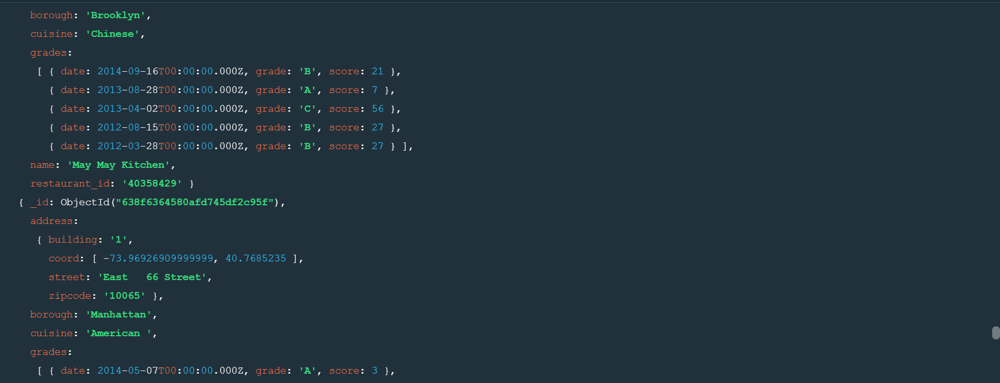 borough: 'Brooklyn',
cuisine: 'Chinese',
grades:
[ { date: 2014-09-16T00:00:00.000Z, grade: 'B', score: 21 },
{ date: 2013-08-28T00:00:00.000Z, grade: 'A', score: 7 },
{ date: 2013-04-02T00:00:00.000Z, grade: 'C', score: 56 },
{ date: 2012-08-15T00:00:00.000Z, grade: 'B', score: 27 },
{ date: 2012-03-28T00:00:00.000Z, grade: 'B', score: 27 } ],
name: 'May May Kitchen',
restaurant_id: '40358429' }
{ _id: ObjectId("638f6364580afd745df2c95f"),
address:
{ building: '1',
coord: [ -73.96926909999999, 40.7685235 ],
street: 'East   66 Street',
zipcode: '10065' },
borough: 'Manhattan',
cuisine: 'American ',
grades:
[ { date: 2014-05-07T00:00:00.000Z, grade: 'A', score: 3 },